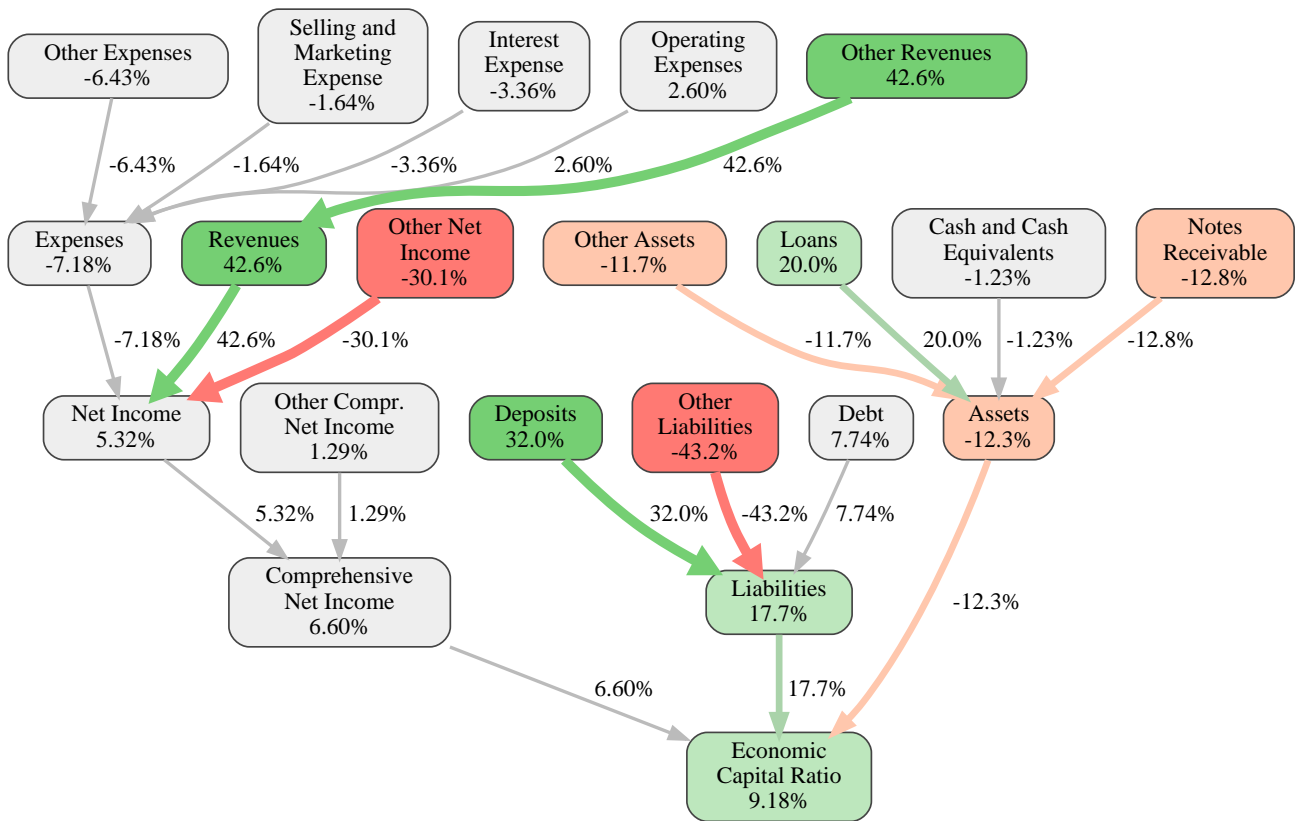 Other Expenses
-6.43%
Selling and
Marketing
Expense
-1.64%
Interest
Expense
-3.36%
Operating
Expenses
2.60%
Other Revenues
42.6%
-6.43%
-1.64%
-3.36%
2.60%
42.6%
Expenses
-7.18%
Revenues
42.6%
Other Net
Income
-30.1%
Other Assets
-11.7%
Loans
20.0%
Cash and Cash
Equivalents
-1.23%
Notes
Receivable
-12.8%
-7.18%
42.6%
-30.1%
-11.7%
20.0%
-1.23%
-12.8%
Net Income
5.32%
Other Compr.
Net Income
1.29%
Deposits
32.0%
Other
Liabilities
-43.2%
Debt
7.74%
Assets
-12.3%
5.32%
1.29%
32.0%
-43.2%
7.74%
Comprehensive
Net Income
6.60%
Liabilities
17.7%
-12.3%
6.60%
17.7%
Economic
Capital Ratio
9.18%